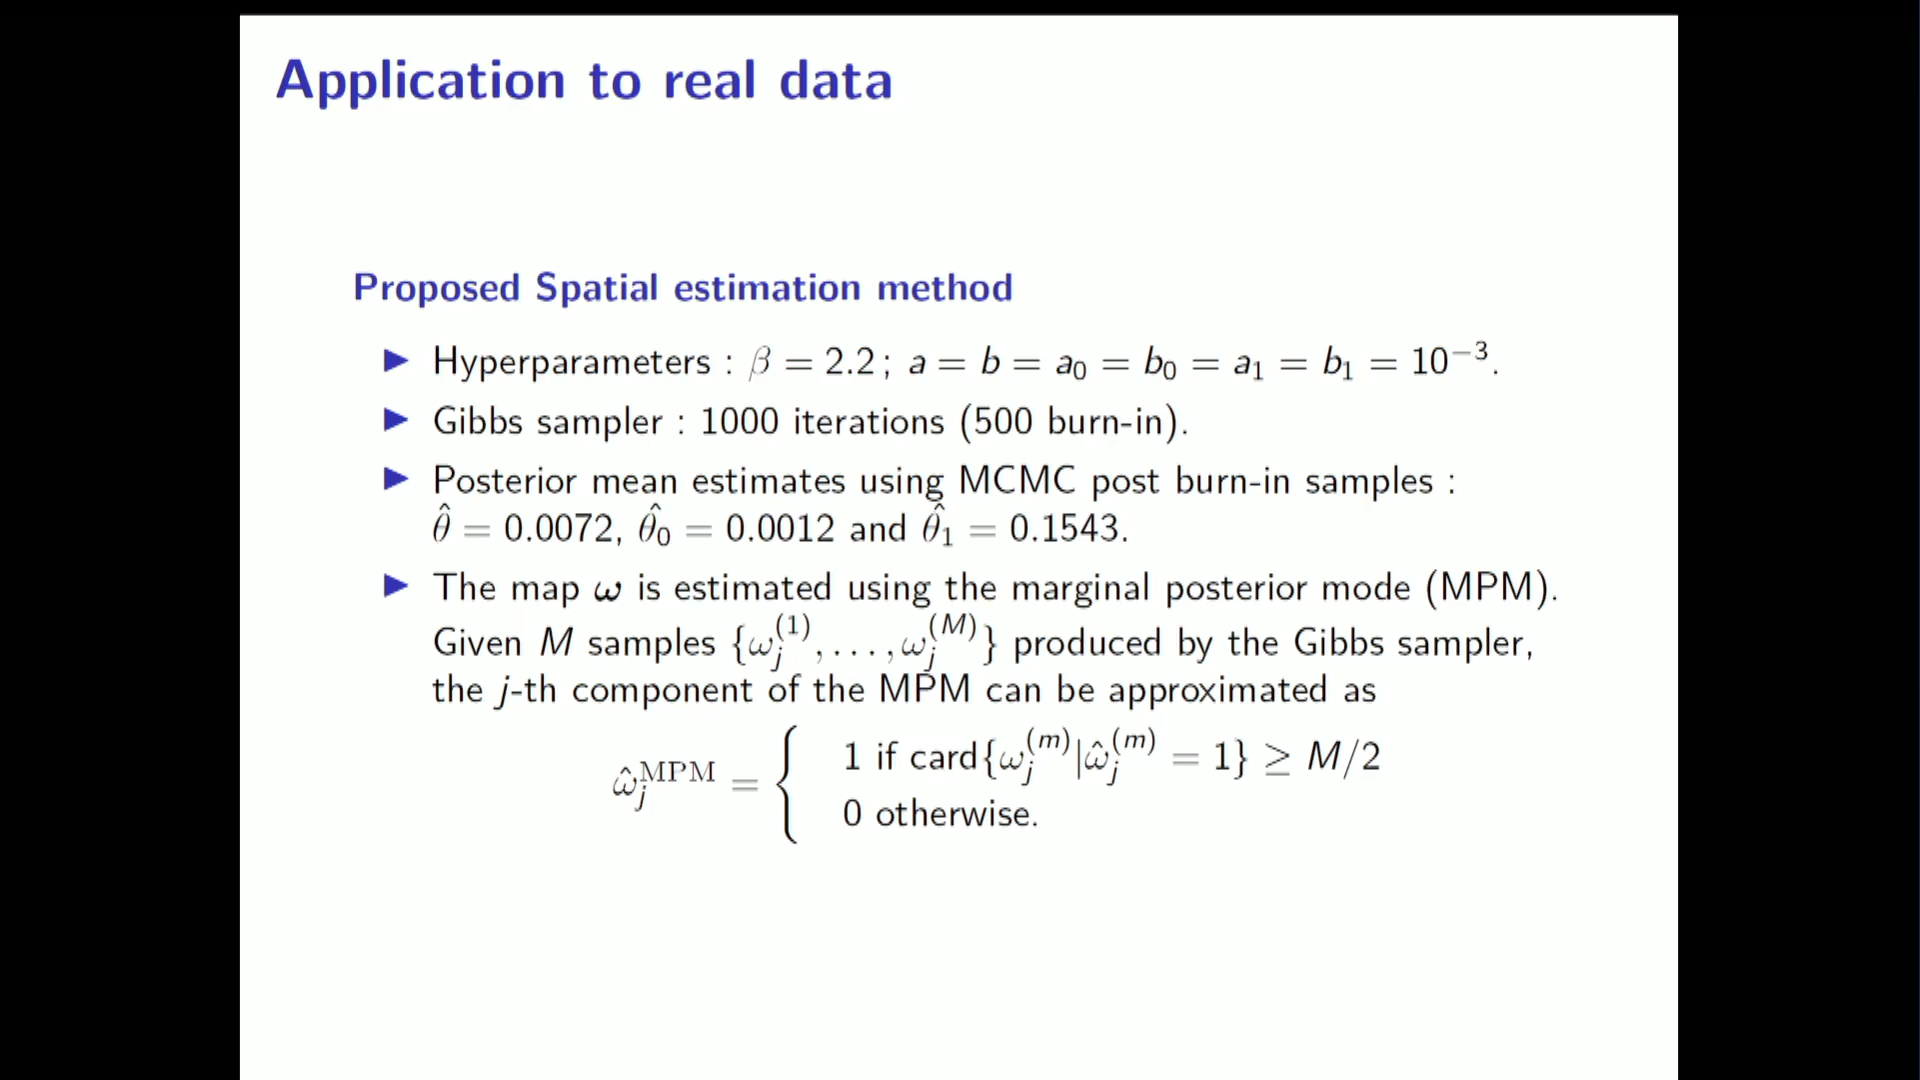 Application to real data
Proposed Spatial estimation method
▶ Hyperparameters : β = 2.2 ; a = b = a₀ = b₀ = a₁ = b₁ = 10⁻³.
▶ Gibbs sampler : 1000 iterations (500 burn-in).
▶ Posterior mean estimates using MCMC post burn-in samples :
θ̂ = 0.0072, θ̂₀ = 0.0012 and θ̂₁ = 0.1543.
▶ The map ω is estimated using the marginal posterior mode (MPM).
Given M samples {ω_j^(1), . . . , ω_j^(M)} produced by the Gibbs sampler,
the j-th component of the MPM can be approximated as
ω̂_j^MPM = { 1 if card{ω_j^(m)|ω̂_j^(m) = 1} ≥ M/2
0 otherwise.